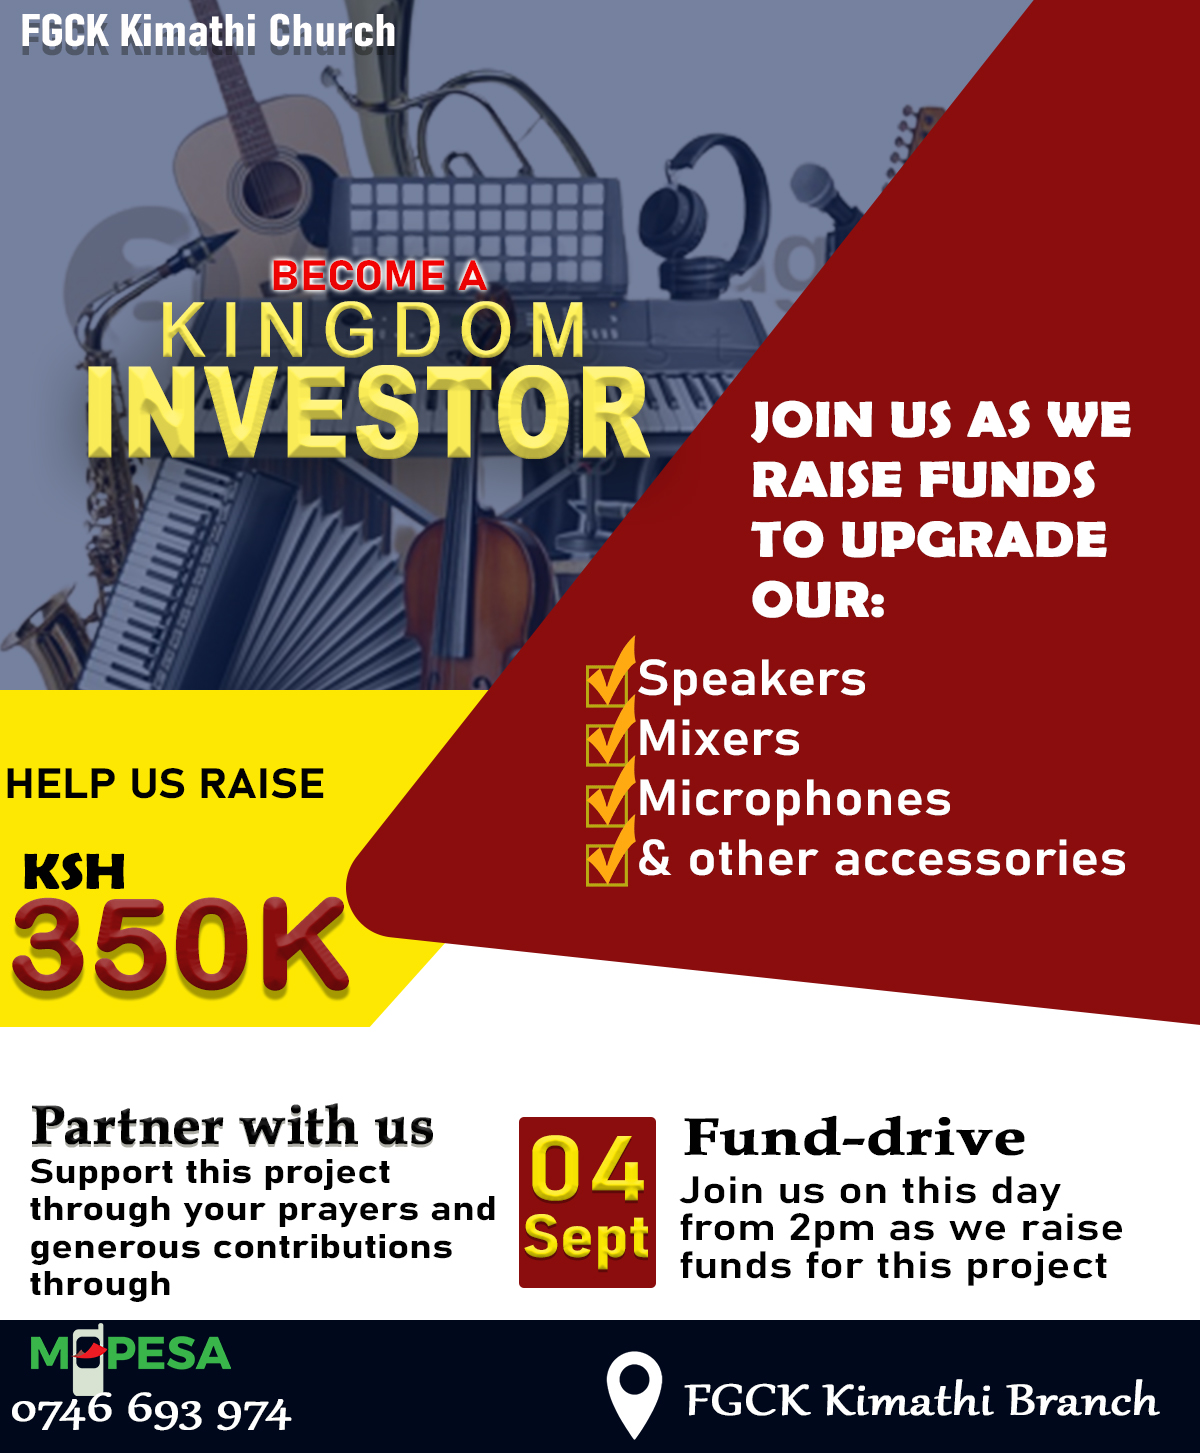 FGCK Kimathi Church
BECOME A
KINGDOM
INVESTOR
JOIN US AS WE
RAISE FUNDS
TO UPGRADE
OUR:
Speakers
Mixers
Microphones
& other accessories
HELP US RAISE
KSH
350K
Partner with us
Support this project
through your prayers and
generous contributions
through
04
Sept
Fund-drive
Join us on this day
from 2pm as we raise
funds for this project
M-PESA
0746 693 974
FGCK Kimathi Branch